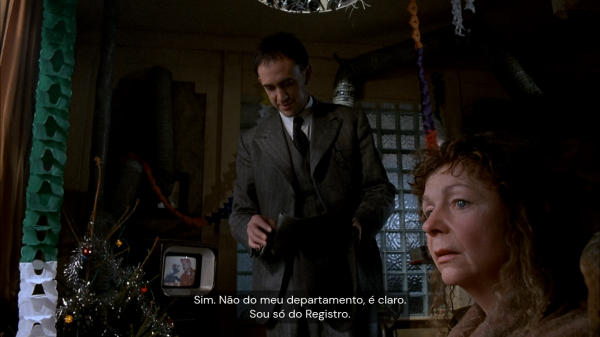 Sim. Não do meu departamento, é claro.
Sou só do Registro.